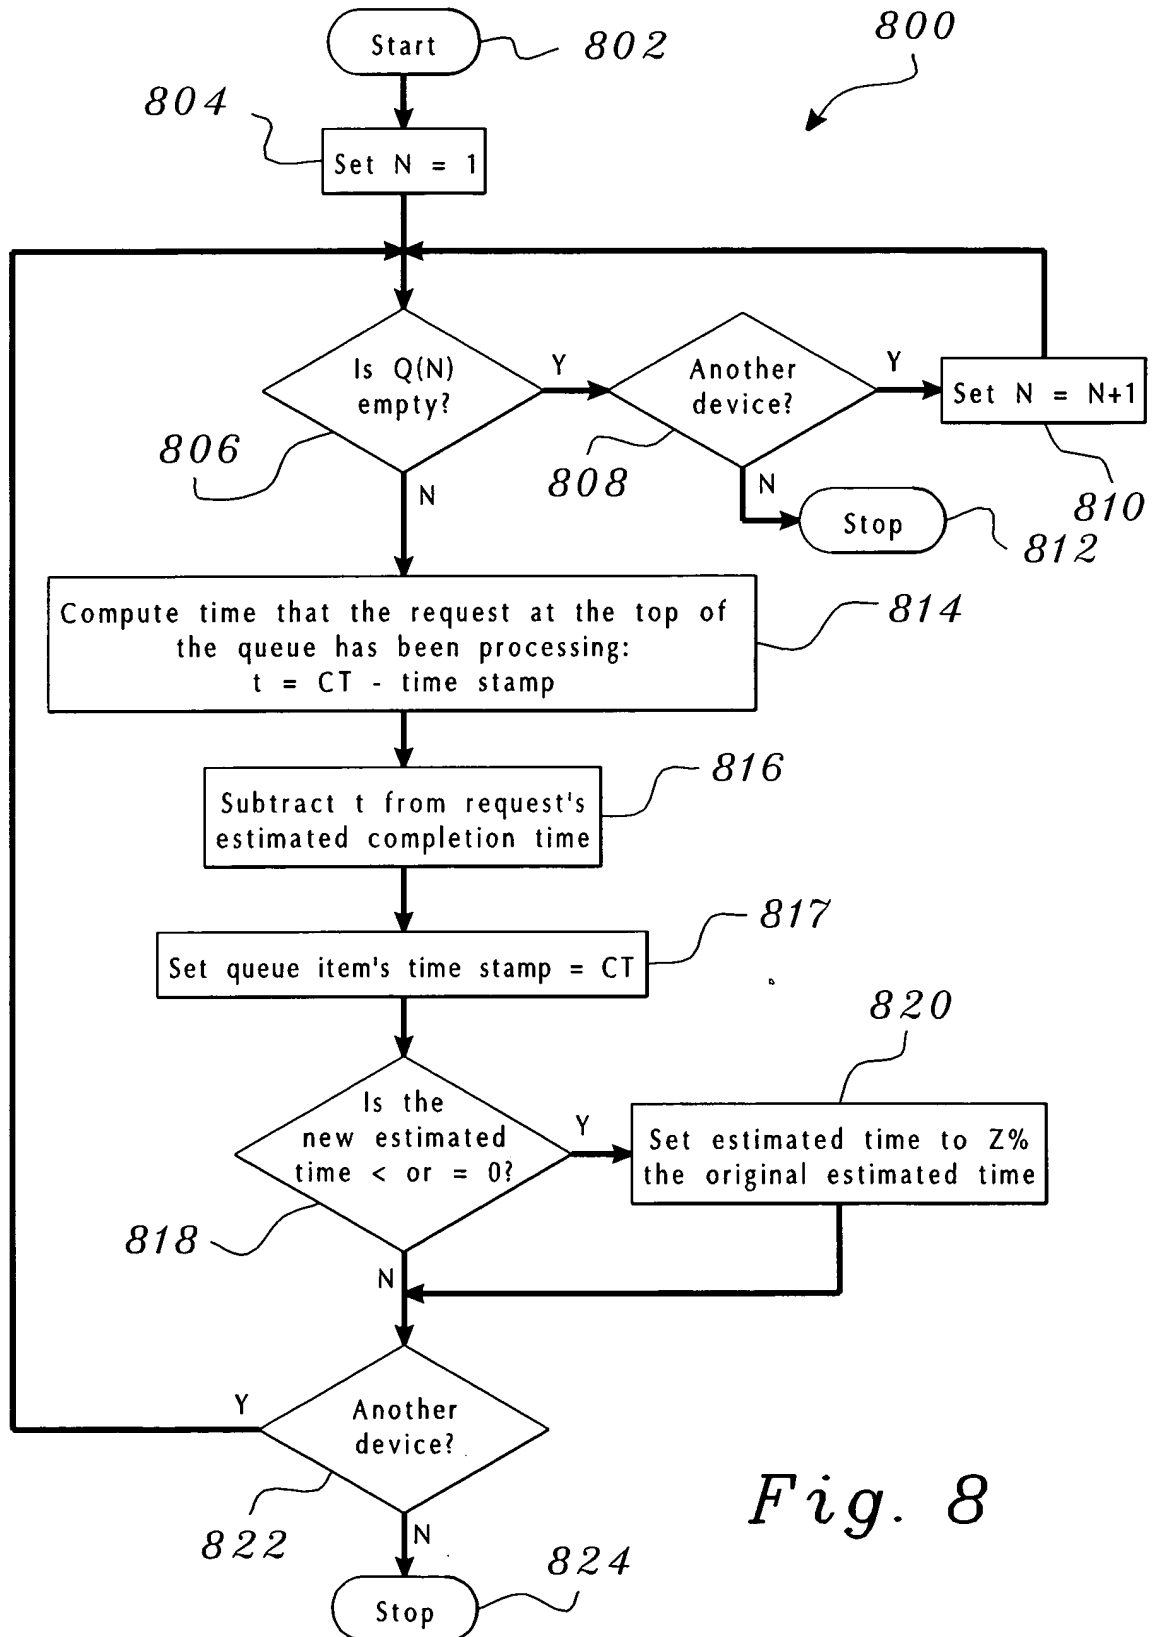 Start
802
800
804
Set N = 1
Is Q(N)
empty?
Y
Another
device?
Y
Set N = N+1
806
N
808
N
Stop
810
812
Compute time that the request at the top of
the queue has been processing:
t = CT - time stamp
814
816
Subtract t from request's
estimated completion time
817
Set queue item's time stamp = CT
820
Is the
new estimated
time < or = 0?
Y
Set estimated time to Z%
the original estimated time
818
N
Y
Another
device?
822
N
824
Stop
Fig. 8